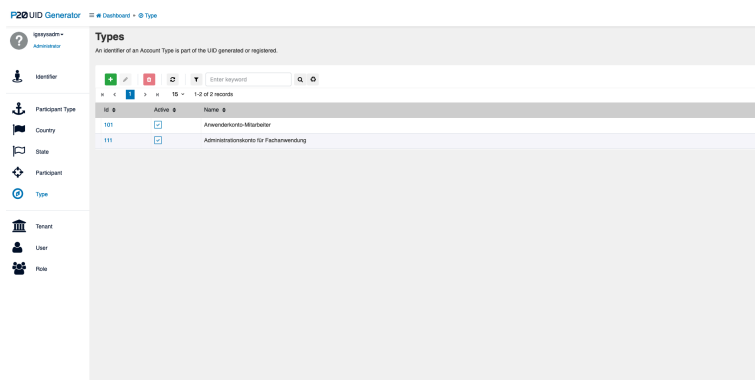 P20 UID Generator
Dashboard
Type
igssysadm
Administrator
Identifier
Participant Type
Country
State
Participant
Type
Tenant
User
Role
Types
An identifier of an Account Type is part of the UID generated or registered.
Enter keyword
« < 1 > » 15 1-2 of 2 records
Id Active Name
101 Anwenderkonto-Mitarbeiter
111 Administrationskonto für Fachanwendung